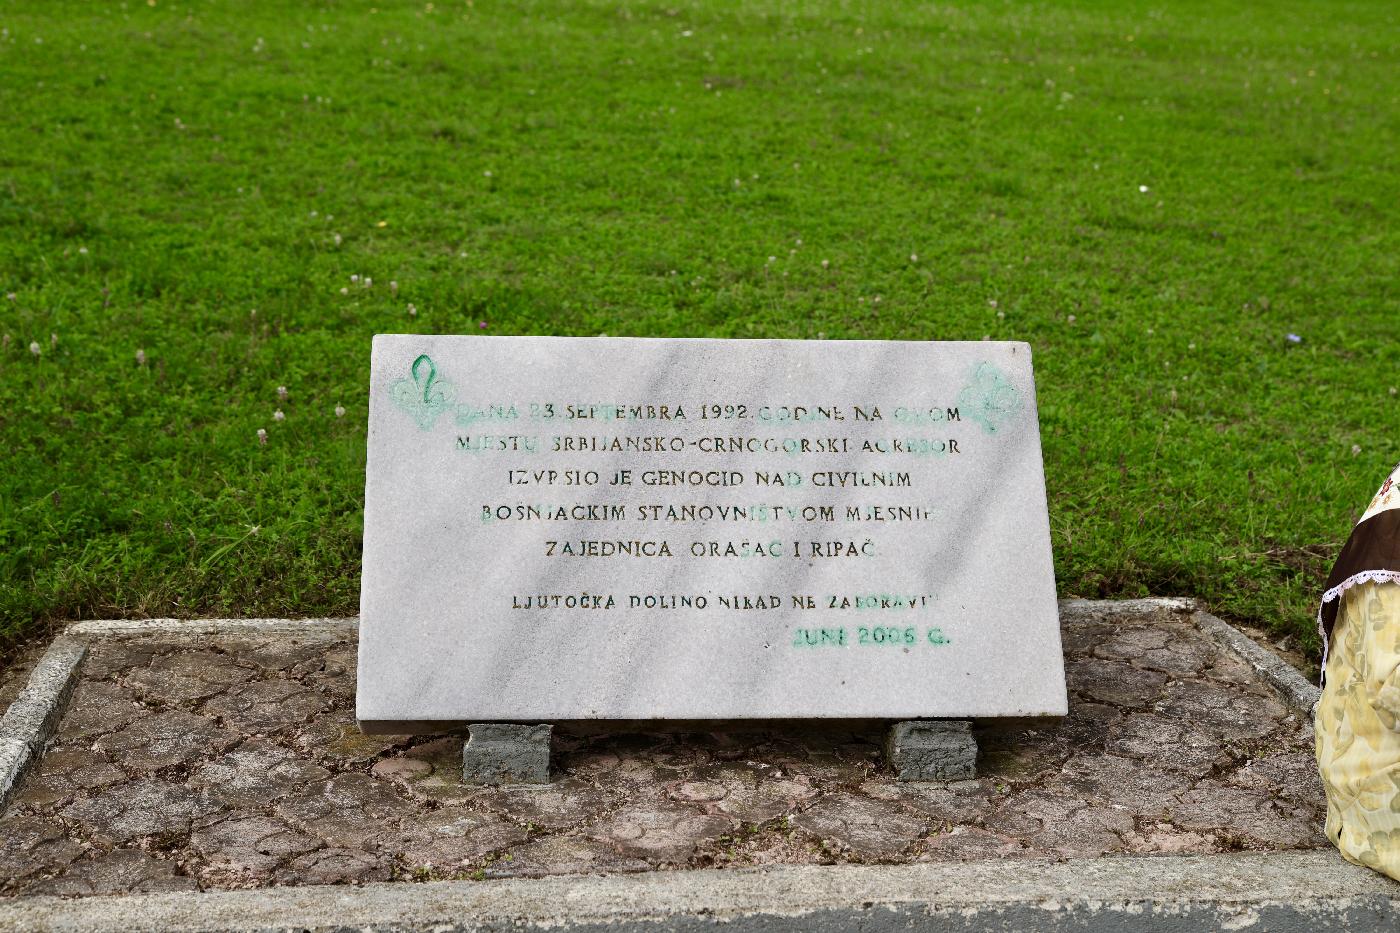 DANA 23. SEPTEMBRA 1992. GODINE NA OVOM
MJESTU SRBIJANSKO-CRNOGORSKI AGRESOR
IZVRSIO JE GENOCID NAD CIVILNIM
BOŠNJAČKIM STANOVNIŠTVOM MJESNIH
ZAJEDNICA ORAŠAC I RIPAČ.
LJUTOČKA DOLINO NIKAD NE ZABORAVI!
JUNI 2006 G.